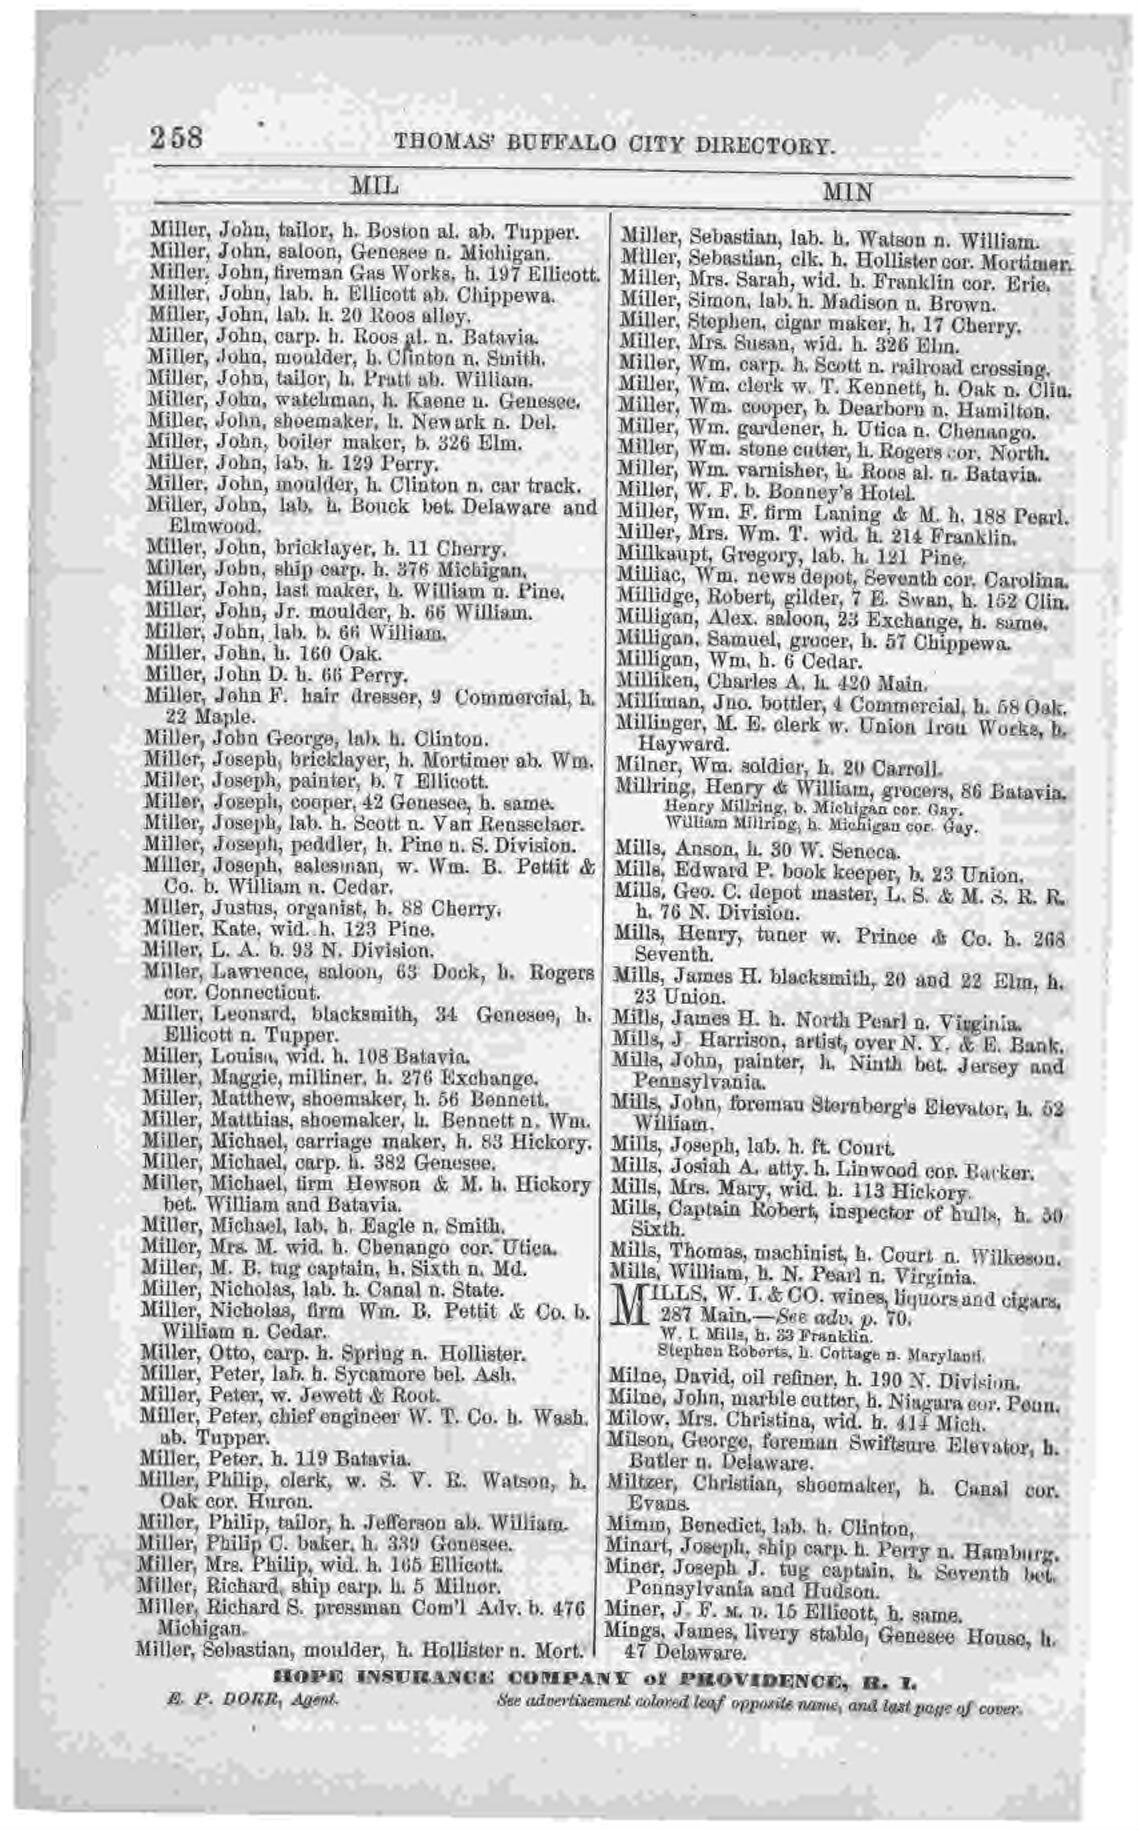 258
THOMAS' BUFFALO CITY DIRECTORY.
MIL
MIN
Miller, John, tailor, h. Boston al. ab. Tupper.
Miller, John, saloon, Genesee n. Michigan.
Miller, John, fireman Gas Works, h. 197 Ellicott.
Miller, John, lab. h. Ellicott ab. Chippewa.
Miller, John, lab. h. 20 Roos alley.
Miller, John, carp. h. Roos al. n. Batavia.
Miller, John, moulder, h. Clinton n. Smith.
Miller, John, tailor, h. Pratt ab. William.
Miller, John, watchman, h. Kaene n. Genesee.
Miller, John, shoemaker, h. Newark n. Del.
Miller, John, boiler maker, b. 326 Elm.
Miller, John, lab. h. 129 Perry.
Miller, John, moulder, h. Clinton n. car track.
Miller, John, lab. h. Bouck bet. Delaware and
Elmwood.
Miller, John, bricklayer, h. 11 Cherry.
Miller, John, ship carp. h. 376 Michigan.
Miller, John, last maker, h. William n. Pine.
Miller, John, Jr. moulder, h. 66 William.
Miller, John, lab. b. 66 William.
Miller, John, h. 160 Oak.
Miller, John D. h. 66 Perry.
Miller, John F. hair dresser, 9 Commercial, h.
22 Maple.
Miller, John George, lab. h. Clinton.
Miller, Joseph, bricklayer, h. Mortimer ab. Wm.
Miller, Joseph, painter, b. 7 Ellicott.
Miller, Joseph, cooper, 42 Genesee, h. same.
Miller, Joseph, lab. h. Scott n. Van Rensselaer.
Miller, Joseph, peddler, h. Pine n. S. Division.
Miller, Joseph, salesman, w. Wm. B. Pettit &
Co. b. William n. Cedar.
Miller, Justus, organist, h. 88 Cherry.
Miller, Kate, wid. h. 123 Pine.
Miller, L. A. b. 93 N. Division.
Miller, Lawrence, saloon, 63 Dock, h. Rogers
cor. Connecticut.
Miller, Leonard, blacksmith, 34 Genesee, h.
Ellicott n. Tupper.
Miller, Louisa, wid. h. 108 Batavia.
Miller, Maggie, milliner, h. 276 Exchange.
Miller, Matthew, shoemaker, h. 56 Bennett.
Miller, Matthias, shoemaker, h. Bennett n. Wm.
Miller, Michael, carriage maker, h. 83 Hickory.
Miller, Michael, carp. h. 382 Genesee.
Miller, Michael, firm Hewson & M. h. Hickory
bet. William and Batavia.
Miller, Michael, lab. h. Eagle n. Smith.
Miller, Mrs. M. wid. h. Chenango cor. Utica.
Miller, M. B. tug captain, h. Sixth n. Md.
Miller, Nicholas, lab. h. Canal n. State.
Miller, Nicholas, firm Wm. B. Pettit & Co. b.
William n. Cedar.
Miller, Otto, carp. h. Spring n. Hollister.
Miller, Peter, lab. h. Sycamore bel. Ash.
Miller, Peter, w. Jewett & Root.
Miller, Peter, chief engineer W. T. Co. h. Wash.
ab. Tupper.
Miller, Peter, h. 119 Batavia.
Miller, Philip, clerk, w. S. V. R. Watson, h.
Oak cor. Huron.
Miller, Philip, tailor, h. Jefferson ab. William.
Miller, Philip C. baker, h. 339 Genesee.
Miller, Mrs. Philip, wid. h. 165 Ellicott.
Miller, Richard, ship carp. h. 5 Milnor.
Miller, Richard S. pressman Com'l Adv. b. 476
Michigan.
Miller, Sebastian, moulder, h. Hollister n. Mort.
Miller, Sebastian, lab. h. Watson n. William.
Miller, Sebastian, clk. h. Hollister cor. Mortimer.
Miller, Mrs. Sarah, wid. h. Franklin cor. Erie.
Miller, Simon, lab. h. Madison n. Brown.
Miller, Stephen, cigar maker, h. 17 Cherry.
Miller, Mrs. Susan, wid. h. 326 Elm.
Miller, Wm. carp. h. Scott n. railroad crossing.
Miller, Wm. clerk w. T. Kennett, h. Oak n. Clin.
Miller, Wm. cooper, b. Dearborn n. Hamilton.
Miller, Wm. gardener, h. Utica n. Chenango.
Miller, Wm. stone cutter, h. Rogers cor. North.
Miller, Wm. varnisher, h. Roos al. n. Batavia.
Miller, W. F. b. Bonney's Hotel.
Miller, Wm. F. firm Laning & M. h. 188 Pearl.
Miller, Mrs. Wm. T. wid. h. 214 Franklin.
Millkaupt, Gregory, lab. h. 121 Pine.
Milliac, Wm. news depot, Seventh cor. Carolina.
Millidge, Robert, gilder, 7 E. Swan, h. 152 Clin.
Milligan, Alex. saloon, 23 Exchange, h. same.
Milligan, Samuel, grocer, h. 57 Chippewa.
Milligan, Wm. h. 6 Cedar.
Milliken, Charles A. h. 420 Main.
Milliman, Jno. bottler, 4 Commercial, h. 58 Oak.
Millinger, M. E. clerk w. Union Iron Works, b.
Hayward.
Milner, Wm. soldier, h. 20 Carroll.
Millring, Henry & William, grocers, 86 Batavia.
Henry Millring, b. Michigan cor. Gay.
William Millring, h. Michigan cor. Gay.
Mills, Anson, h. 30 W. Seneca.
Mills, Edward P. book keeper, b. 23 Union.
Mills, Geo. C. depot master, L. S. & M. S. R. R.
h. 76 N. Division.
Mills, Henry, tuner w. Prince & Co. h. 268
Seventh.
Mills, James H. blacksmith, 20 and 22 Elm, h.
23 Union.
Mills, James H. h. North Pearl n. Virginia.
Mills, J. Harrison, artist, over N. Y. & E. Bank.
Mills, John, painter, h. Ninth bet. Jersey and
Pennsylvania.
Mills, John, foreman Sternberg's Elevator, h. 52
William.
Mills, Joseph, lab. h. ft. Court.
Mills, Josiah A. atty. h. Linwood cor. Barker.
Mills, Mrs. Mary, wid. h. 113 Hickory.
Mills, Captain Robert, inspector of hulls, h. 50
Sixth.
Mills, Thomas, machinist, h. Court n. Wilkeson.
Mills, William, h. N. Pearl n. Virginia.
MILLS, W. I. & CO. wines, liquors and cigars,
287 Main.—See adv. p. 70.
W. I. Mills, h. 33 Franklin.
Stephen Roberts, h. Cottage n. Maryland.
Milne, David, oil refiner, h. 190 N. Division.
Milne, John, marble cutter, h. Niagara cor. Penn.
Milow, Mrs. Christina, wid. h. 414 Mich.
Milson, George, foreman Swiftsure Elevator, h.
Butler n. Delaware.
Miltzer, Christian, shoemaker, h. Canal cor.
Evans.
Mimm, Benedict, lab. h. Clinton,
Minart, Joseph, ship carp. h. Perry n. Hamburg.
Miner, Joseph J. tug captain, h. Seventh bet.
Pennsylvania and Hudson.
Miner, J. F. M. D. 15 Ellicott, h. same.
Mings, James, livery stable, Genesee House, h.
47 Delaware.
HOPE INSURANCE COMPANY of PROVIDENCE, R. I.
E. P. DORR, Agent.
See advertisement colored leaf opposite name, and last page of cover.